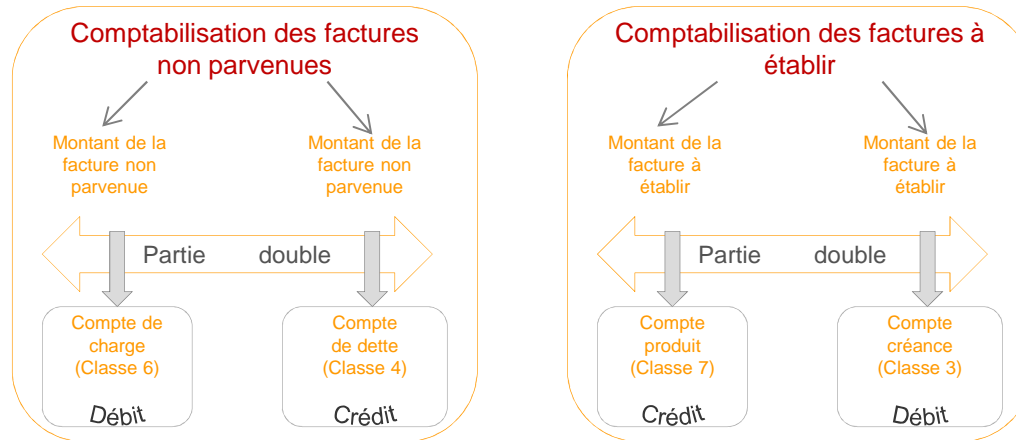 Comptabilisation des factures
non parvenues
Montant de la
facture non
parvenue
Montant de la
facture non
parvenue
Partie double
Compte de
charge
(Classe 6)
Débit
Compte
de dette
(Classe 4)
Crédit
Comptabilisation des factures à
établir
Montant de la
facture à
établir
Montant de la
facture à
établir
Partie double
Compte
produit
(Classe 7)
Crédit
Compte
créance
(Classe 3)
Débit